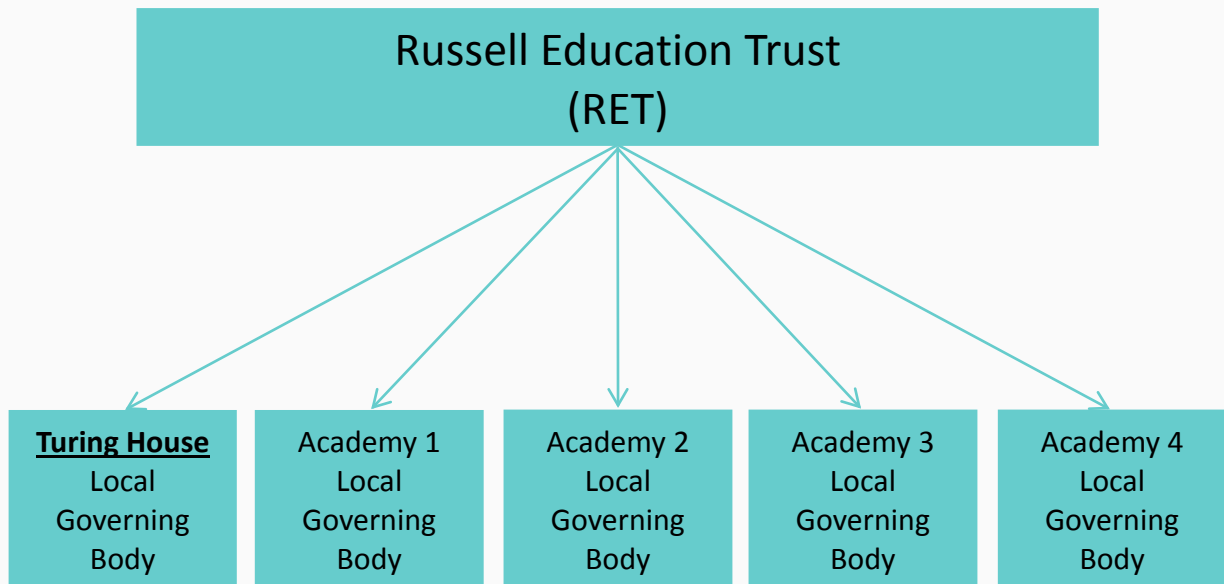 Russell Education Trust
(RET)
Turing House
Local
Governing
Body
Academy 1
Local
Governing
Body
Academy 2
Local
Governing
Body
Academy 3
Local
Governing
Body
Academy 4
Local
Governing
Body